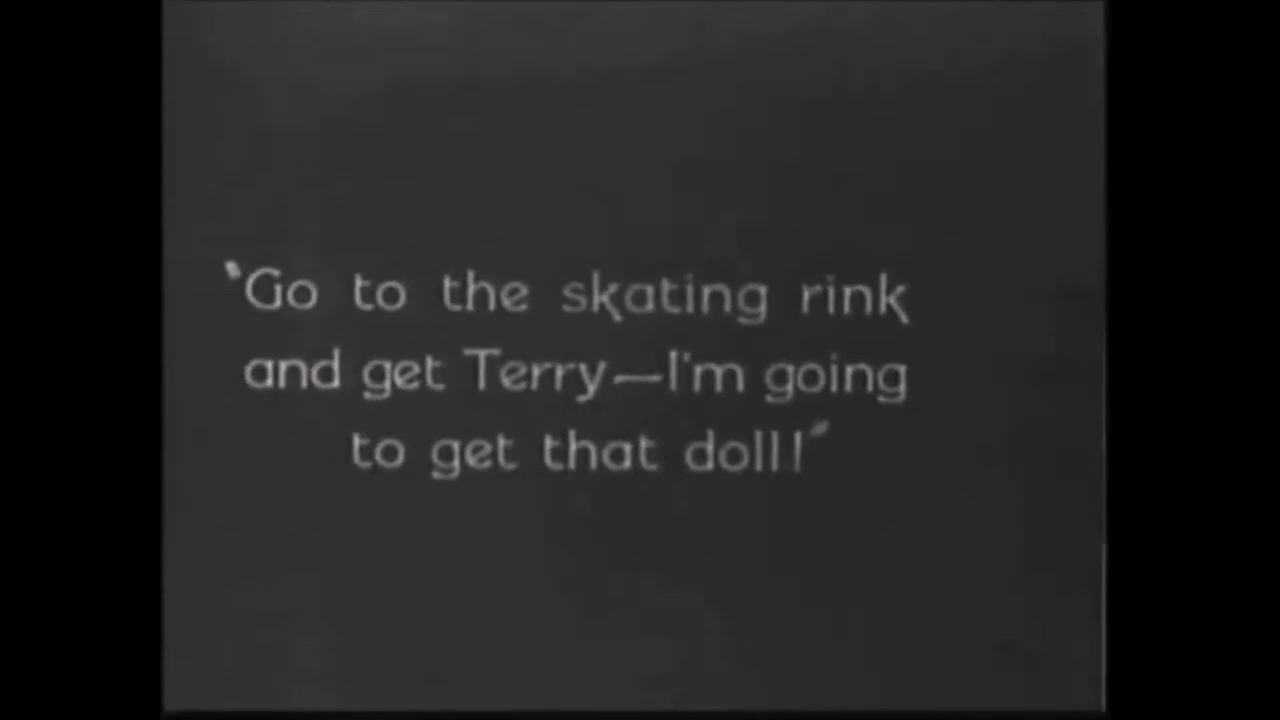 "Go to the skating rink
and get Terry—I'm going
to get that doll!"